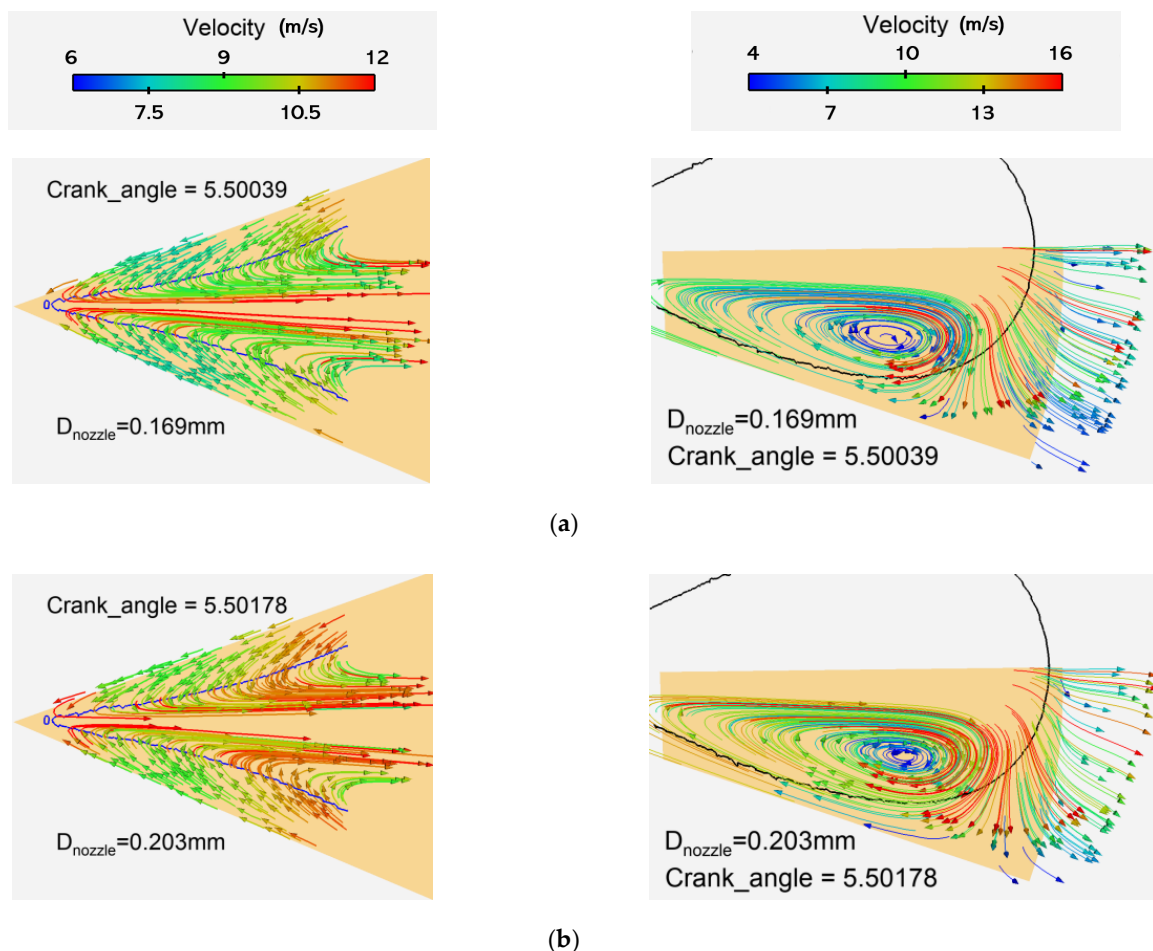 Velocity (m/s)
6 9 12
7.5 10.5
Velocity (m/s)
4 10 16
7 13
Crank_angle = 5.50039
0
Dnozzle=0.169mm
Dnozzle=0.169mm
Crank_angle = 5.50039
(a)
Crank_angle = 5.50178
0
Dnozzle=0.203mm
Dnozzle=0.203mm
Crank_angle = 5.50178
(b)